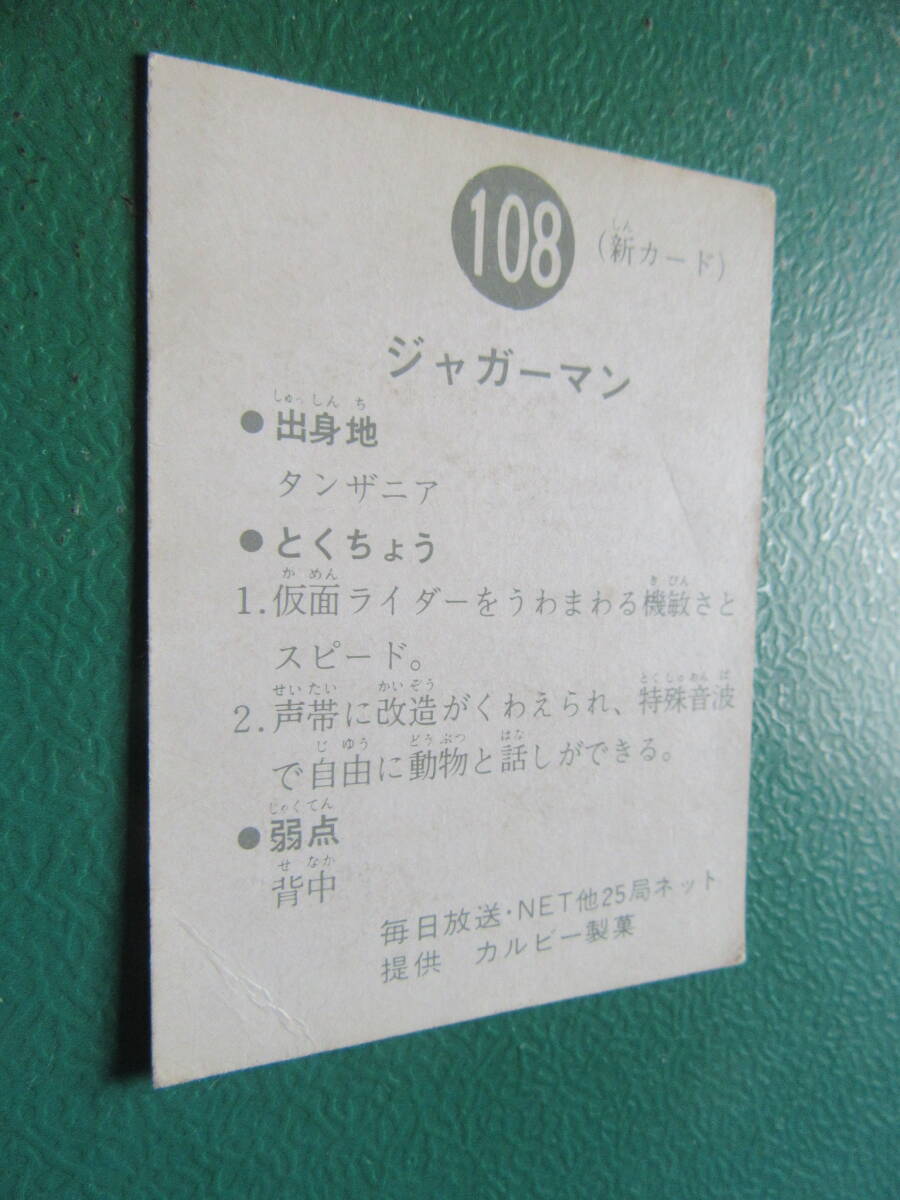 108 (新カード)
ジャガーマン
●出身地
タンザニア
●とくちょう
1.仮面ライダーをうわまわる機敏さと
スピード。
2.声帯に改造がくわえられ、特殊音波
で自由に動物と話しができる。
●弱点
背中
毎日放送・NET他25局ネット
提供 カルビー製菓